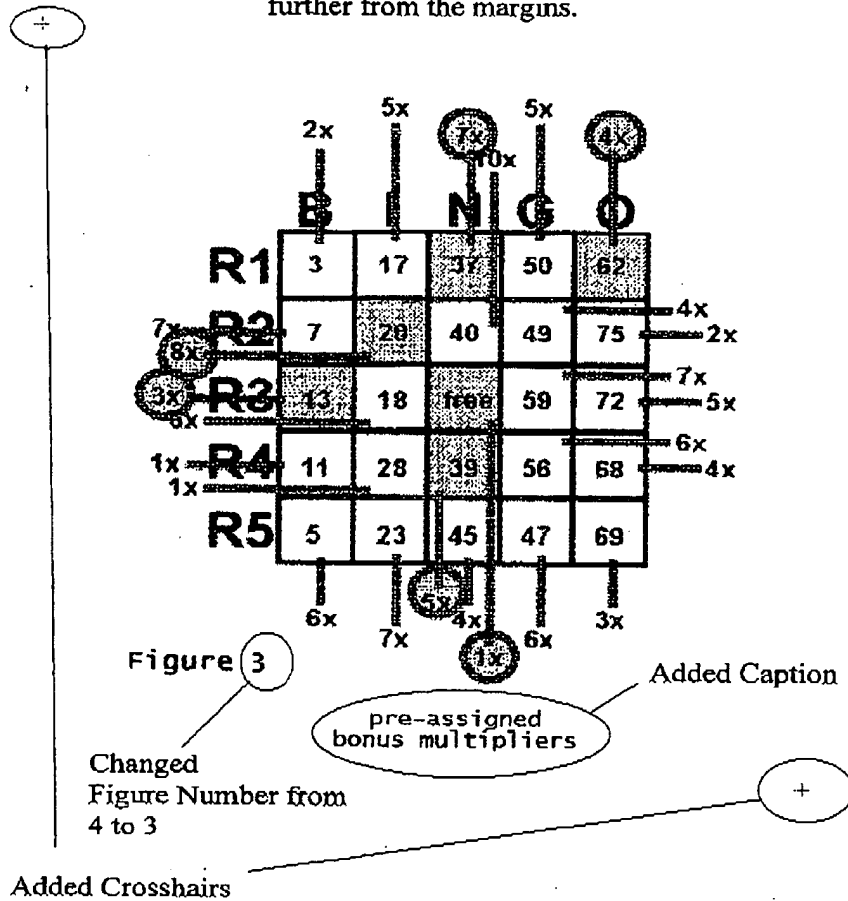 further from the margins.
5x 7x 5x 4x
2x 10x
B I N G O
R1 3 17 37 50 62
4x
7x R2 7 20 40 49 75 2x
8x
7x
3x R3 13 18 free 59 72 5x
6x
6x
1x R4 11 28 39 56 68 4x
1x
R5 5 23 45 47 69
5x
6x 4x 3x
7x 6x
1x
Figure 3
Added Caption
pre-assigned
bonus multipliers
Changed
Figure Number from
4 to 3
Added Crosshairs